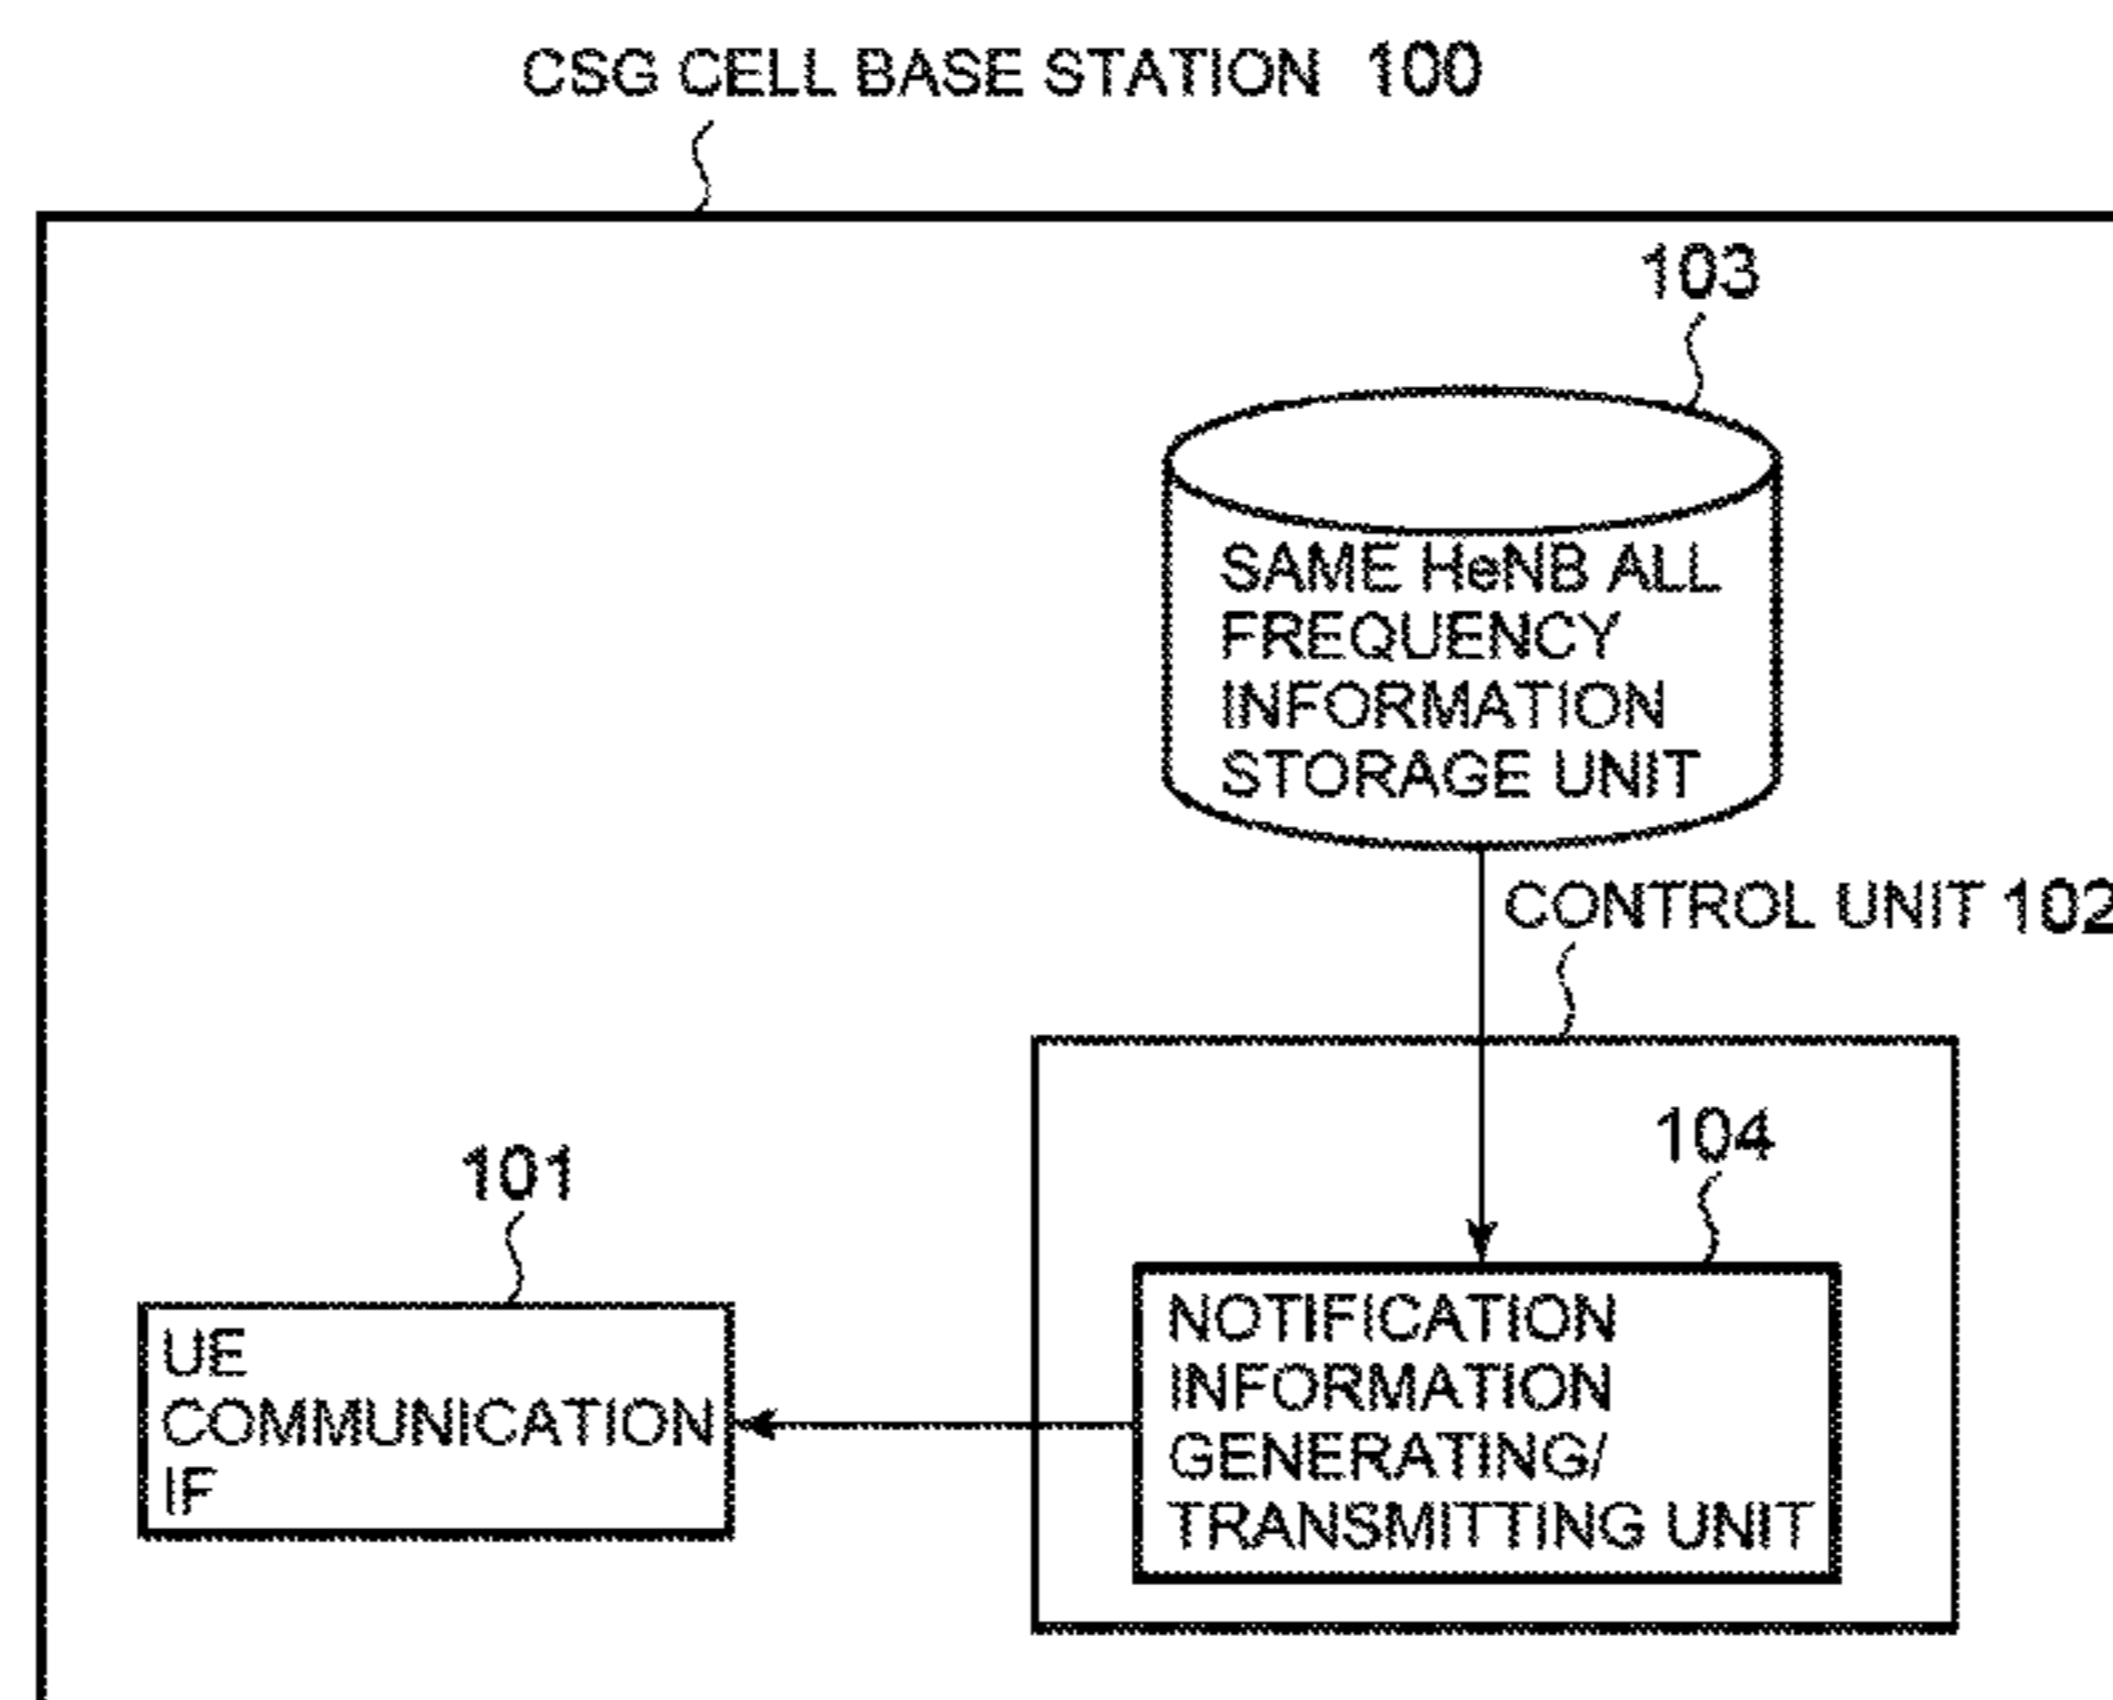 CSG CELL BASE STATION 100
103
SAME HeNB ALL
FREQUENCY
INFORMATION
STORAGE UNIT
CONTROL UNIT 102
104
101
NOTIFICATION
INFORMATION
GENERATING/
TRANSMITTING UNIT
UE
COMMUNICATION
IF